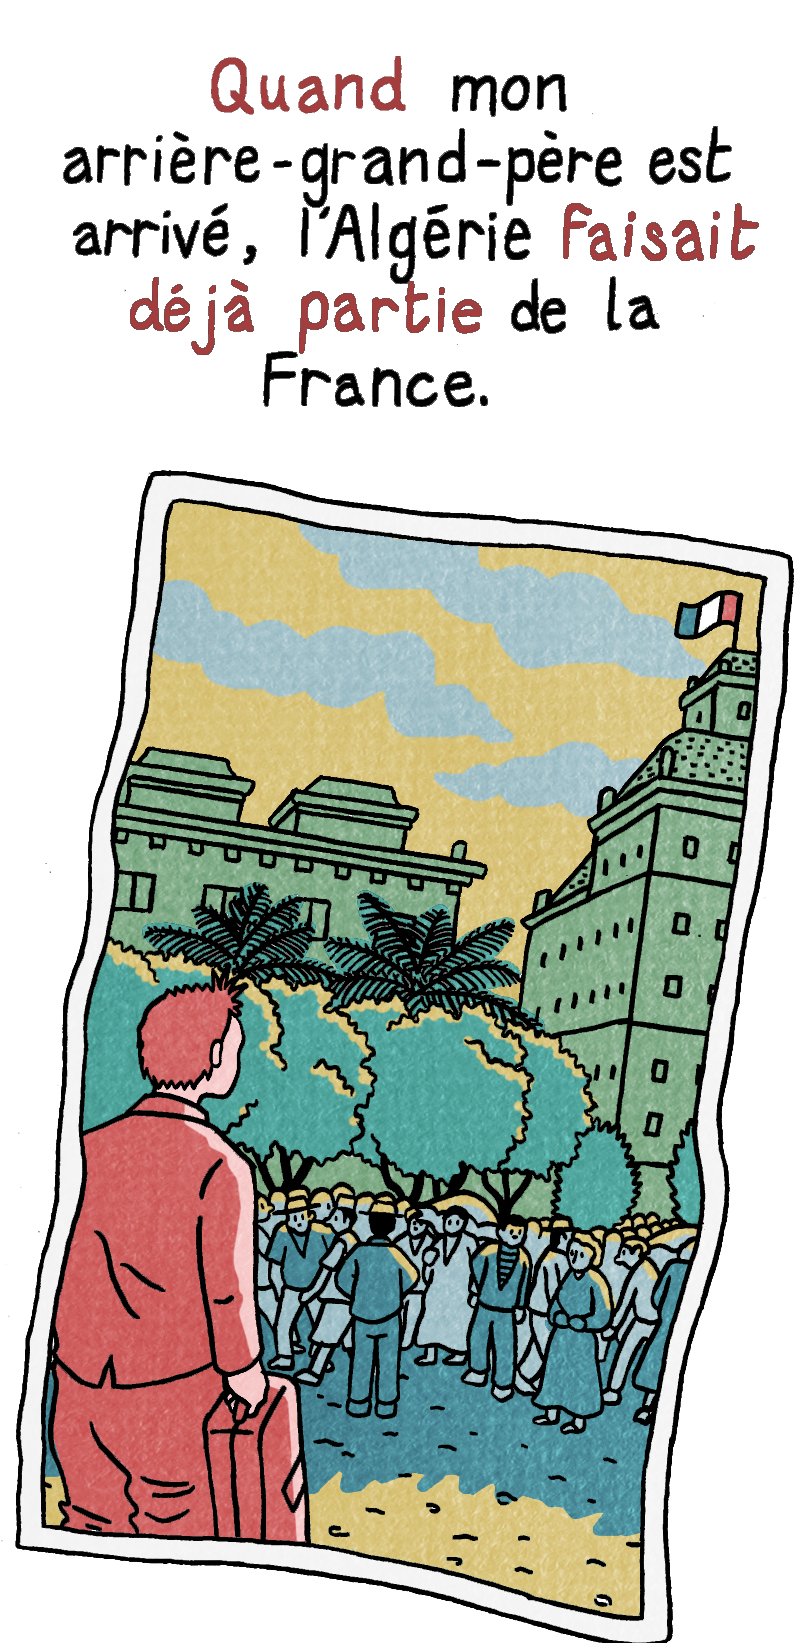 Quand mon
arrière-grand-père est
arrivé, l'Algérie faisait
déjà partie de la
France.